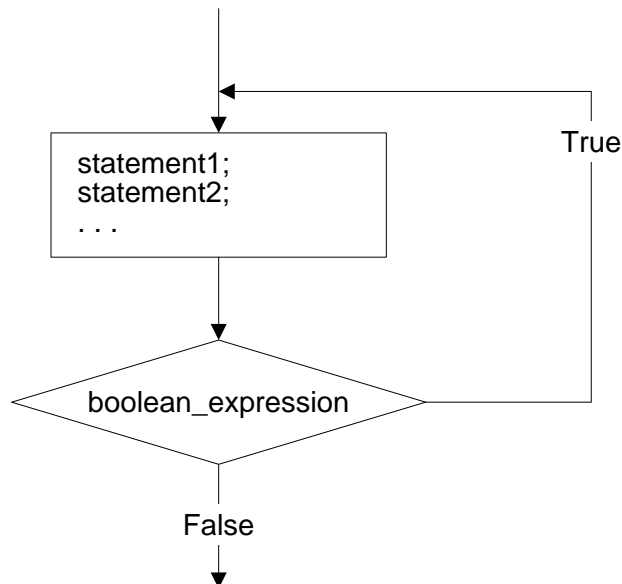 True
statement1;
statement2;
. . .
boolean_expression
False